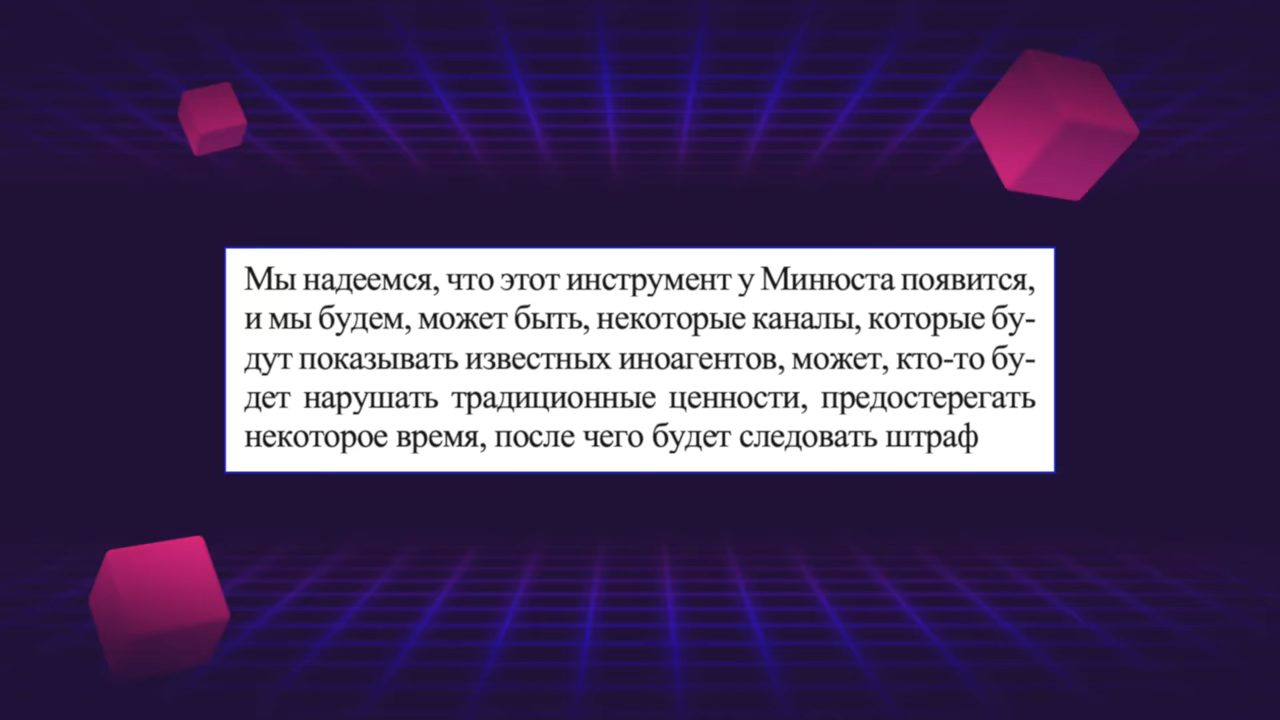 Мы надеемся, что этот инструмент у Минюста появится,
и мы будем, может быть, некоторые каналы, которые бу-
дут показывать известных иноагентов, может, кто-то бу-
дет нарушать традиционные ценности, предостерегать
некоторое время, после чего будет следовать штраф